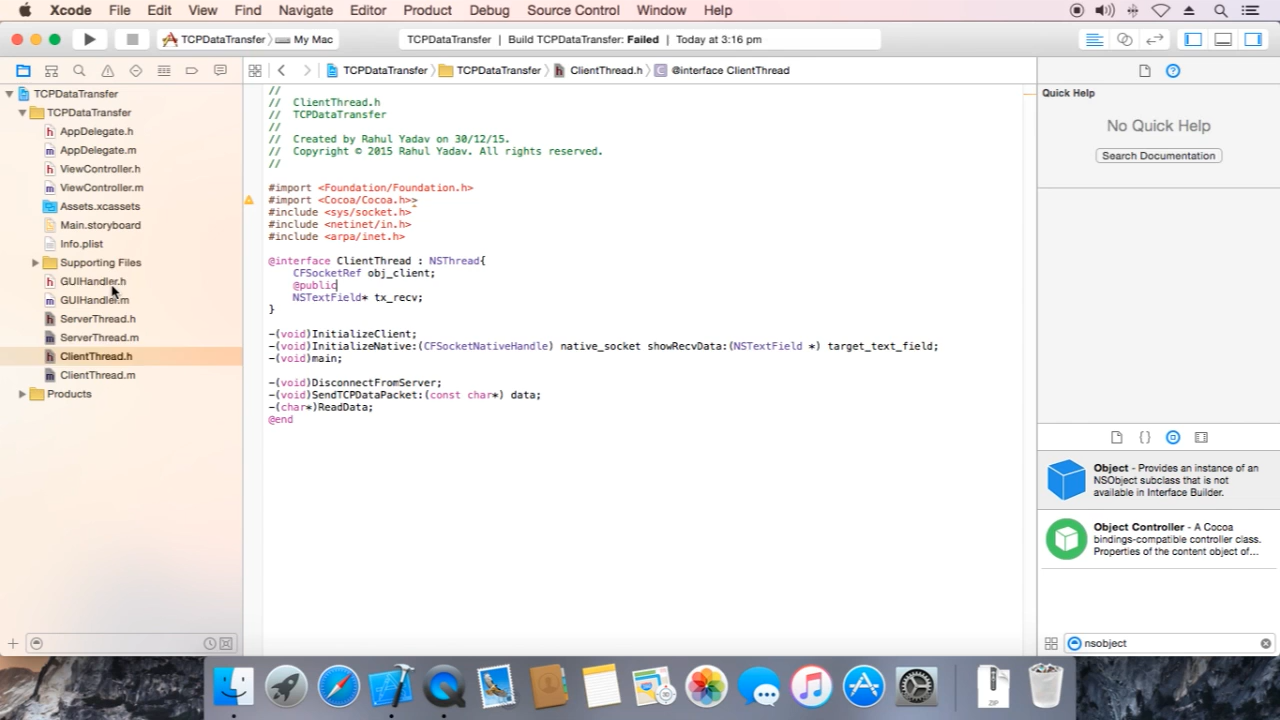 Xcode File Edit View Find Navigate Editor Product Debug Source Control Window Help
TCPDataTransfer My Mac TCPDataTransfer | Build TCPDataTransfer: Failed | Today at 3:16 pm
TCPDataTransfer TCPDataTransfer ClientThread.h @interface ClientThread
TCPDataTransfer
TCPDataTransfer
AppDelegate.h
AppDelegate.m
ViewController.h
ViewController.m
Assets.xcassets
Main.storyboard
Info.plist
Supporting Files
GUIHandler.h
GUIHandler.m
ServerThread.h
ServerThread.m
ClientThread.h
ClientThread.m
Products
//
// ClientThread.h
// TCPDataTransfer
//
// Created by Rahul Yadav on 30/12/15.
// Copyright © 2015 Rahul Yadav. All rights reserved.
//
#import <Foundation/Foundation.h>
#import <Cocoa/Cocoa.h>>
#include <sys/socket.h>
#include <netinet/in.h>
#include <arpa/inet.h>
@interface ClientThread : NSThread{
CFSocketRef obj_client;
@public
NSTextField* tx_recv;
}
-(void)InitializeClient;
-(void)InitializeNative:(CFSocketNativeHandle) native_socket showRecvData:(NSTextField *) target_text_field;
-(void)main;
-(void)DisconnectFromServer;
-(void)SendTCPDataPacket:(const char*) data;
-(char*)ReadData;
@end
Quick Help
No Quick Help
Search Documentation
Object - Provides an instance of an
NSObject subclass that is not
available in Interface Builder.
Object Controller - A Cocoa
bindings-compatible controller class.
Properties of the content object of...
nsobject
ZIP